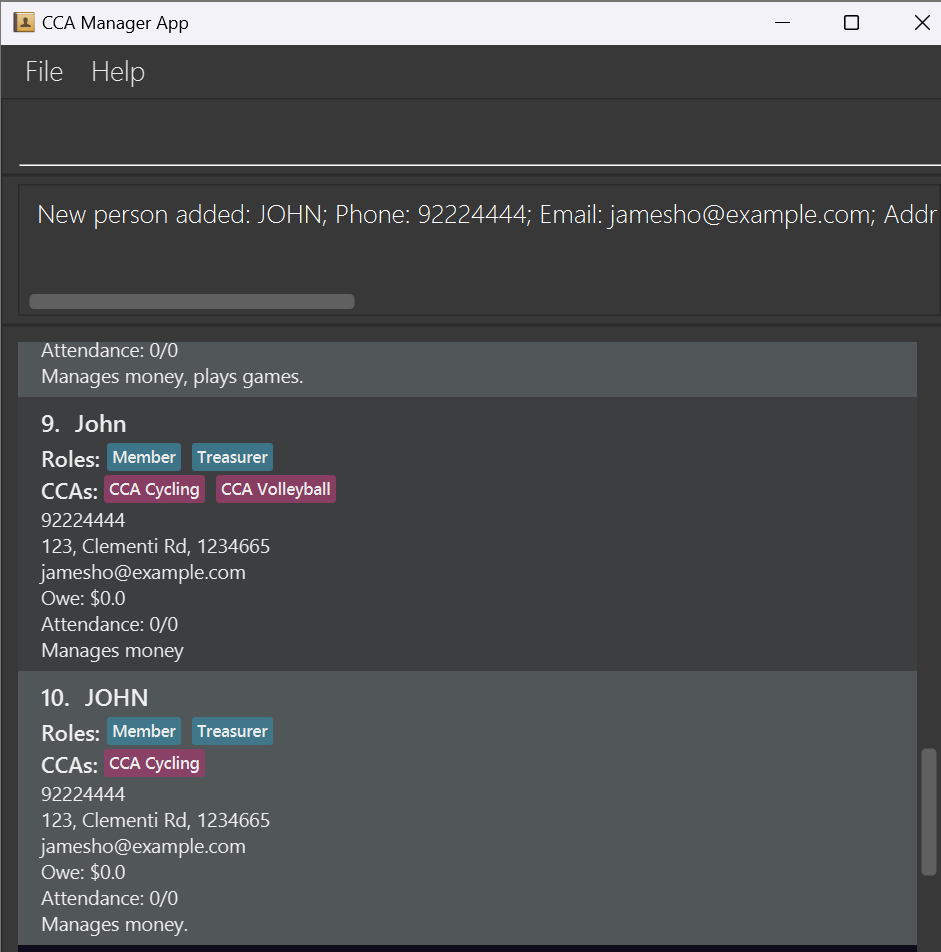 CCA Manager App
File Help
New person added: JOHN; Phone: 92224444; Email: jamesho@example.com; Addr
Attendance: 0/0
Manages money, plays games.
9. John
Roles: Member Treasurer
CCAs: CCA Cycling CCA Volleyball
92224444
123, Clementi Rd, 1234665
jamesho@example.com
Owe: $0.0
Attendance: 0/0
Manages money
10. JOHN
Roles: Member Treasurer
CCAs: CCA Cycling
92224444
123, Clementi Rd, 1234665
jamesho@example.com
Owe: $0.0
Attendance: 0/0
Manages money.